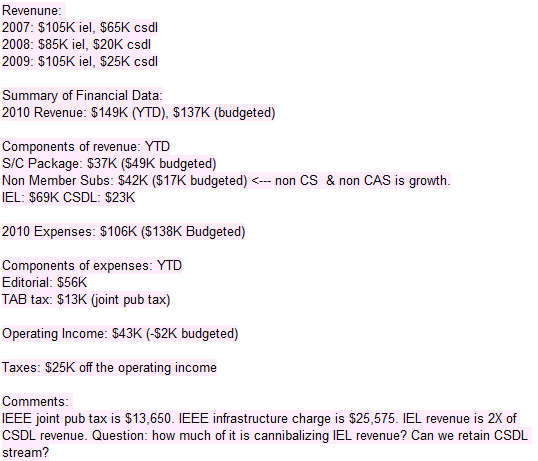 Revenune:
2007: $105K iel, $65K csdl
2008: $85K iel, $20K csdl
2009: $105K iel, $25K csdl
Summary of Financial Data:
2010 Revenue: $149K (YTD), $137K (budgeted)
Components of revenue: YTD
S/C Package: $37K ($49K budgeted)
Non Member Subs: $42K ($17K budgeted) <--- non CS & non CAS is growth.
IEL: $69K CSDL: $23K
2010 Expenses: $106K ($138K Budgeted)
Components of expenses: YTD
Editorial: $56K
TAB tax: $13K (joint pub tax)
Operating Income: $43K (-$2K budgeted)
Taxes: $25K off the operating income
Comments:
IEEE joint pub tax is $13,650. IEEE infrastructure charge is $25,575. IEL revenue is 2X of
CSDL revenue. Question: how much of it is cannibalizing IEL revenue? Can we retain CSDL
stream?